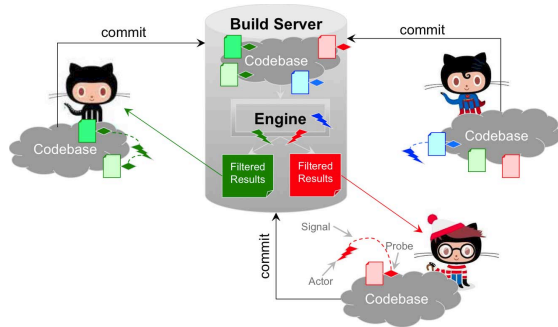 Build Server
commit
commit
Codebase
Engine
Codebase
Codebase
Filtered
Results
Filtered
Results
Signal
Probe
commit
Actor
Codebase